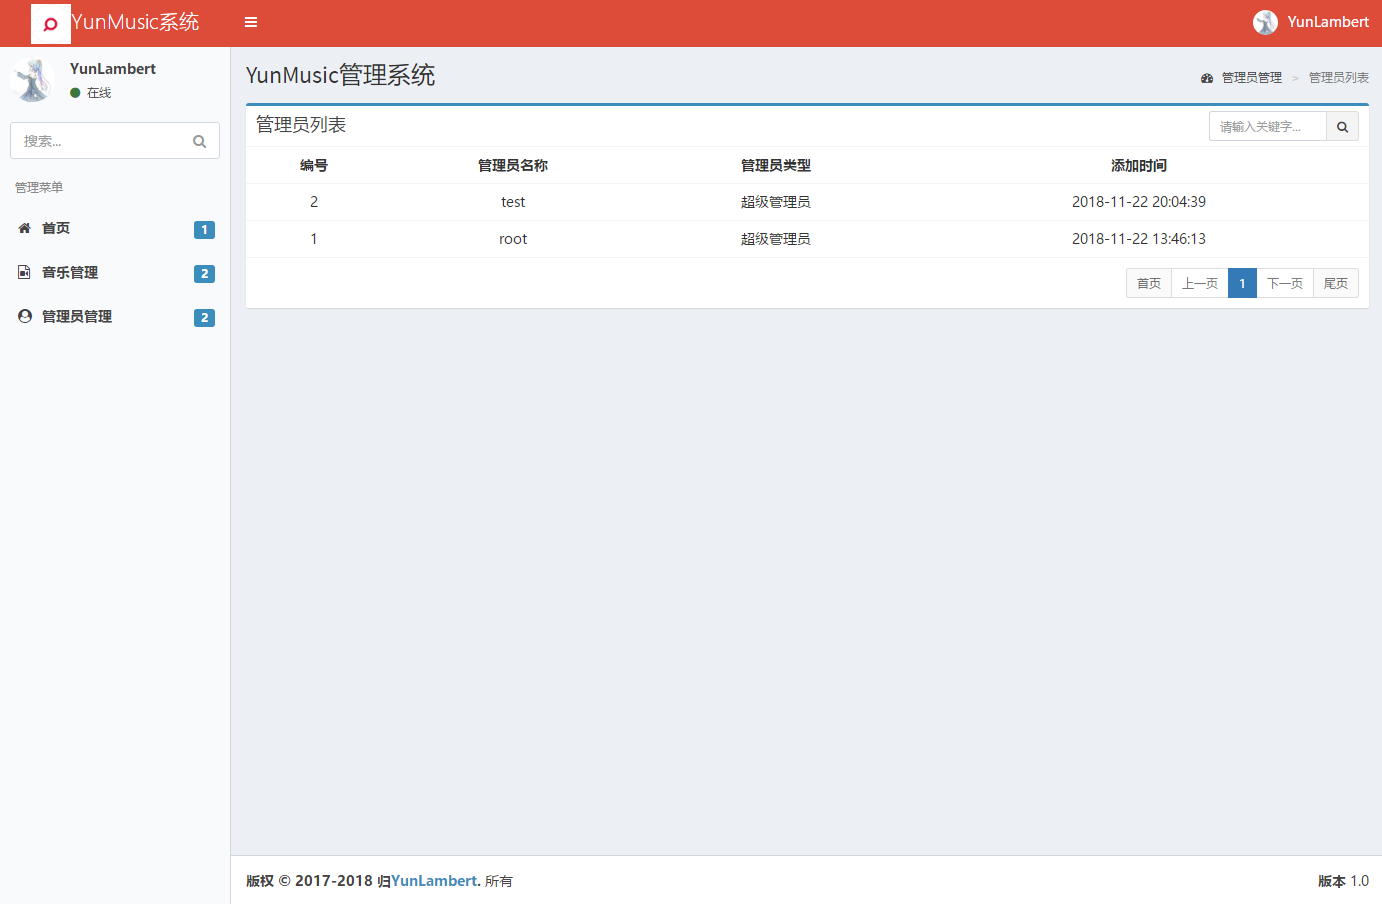 YunMusic系统
YunLambert
YunLambert
在线
搜索...
管理菜单
首页 1
音乐管理 2
管理员管理 2
YunMusic管理系统
管理员管理 > 管理员列表
管理员列表
请输入关键字...
编号 管理员名称 管理员类型 添加时间
2 test 超级管理员 2018-11-22 20:04:39
1 root 超级管理员 2018-11-22 13:46:13
首页 上一页 1 下一页 尾页
版权 © 2017-2018 归YunLambert. 所有
版本 1.0